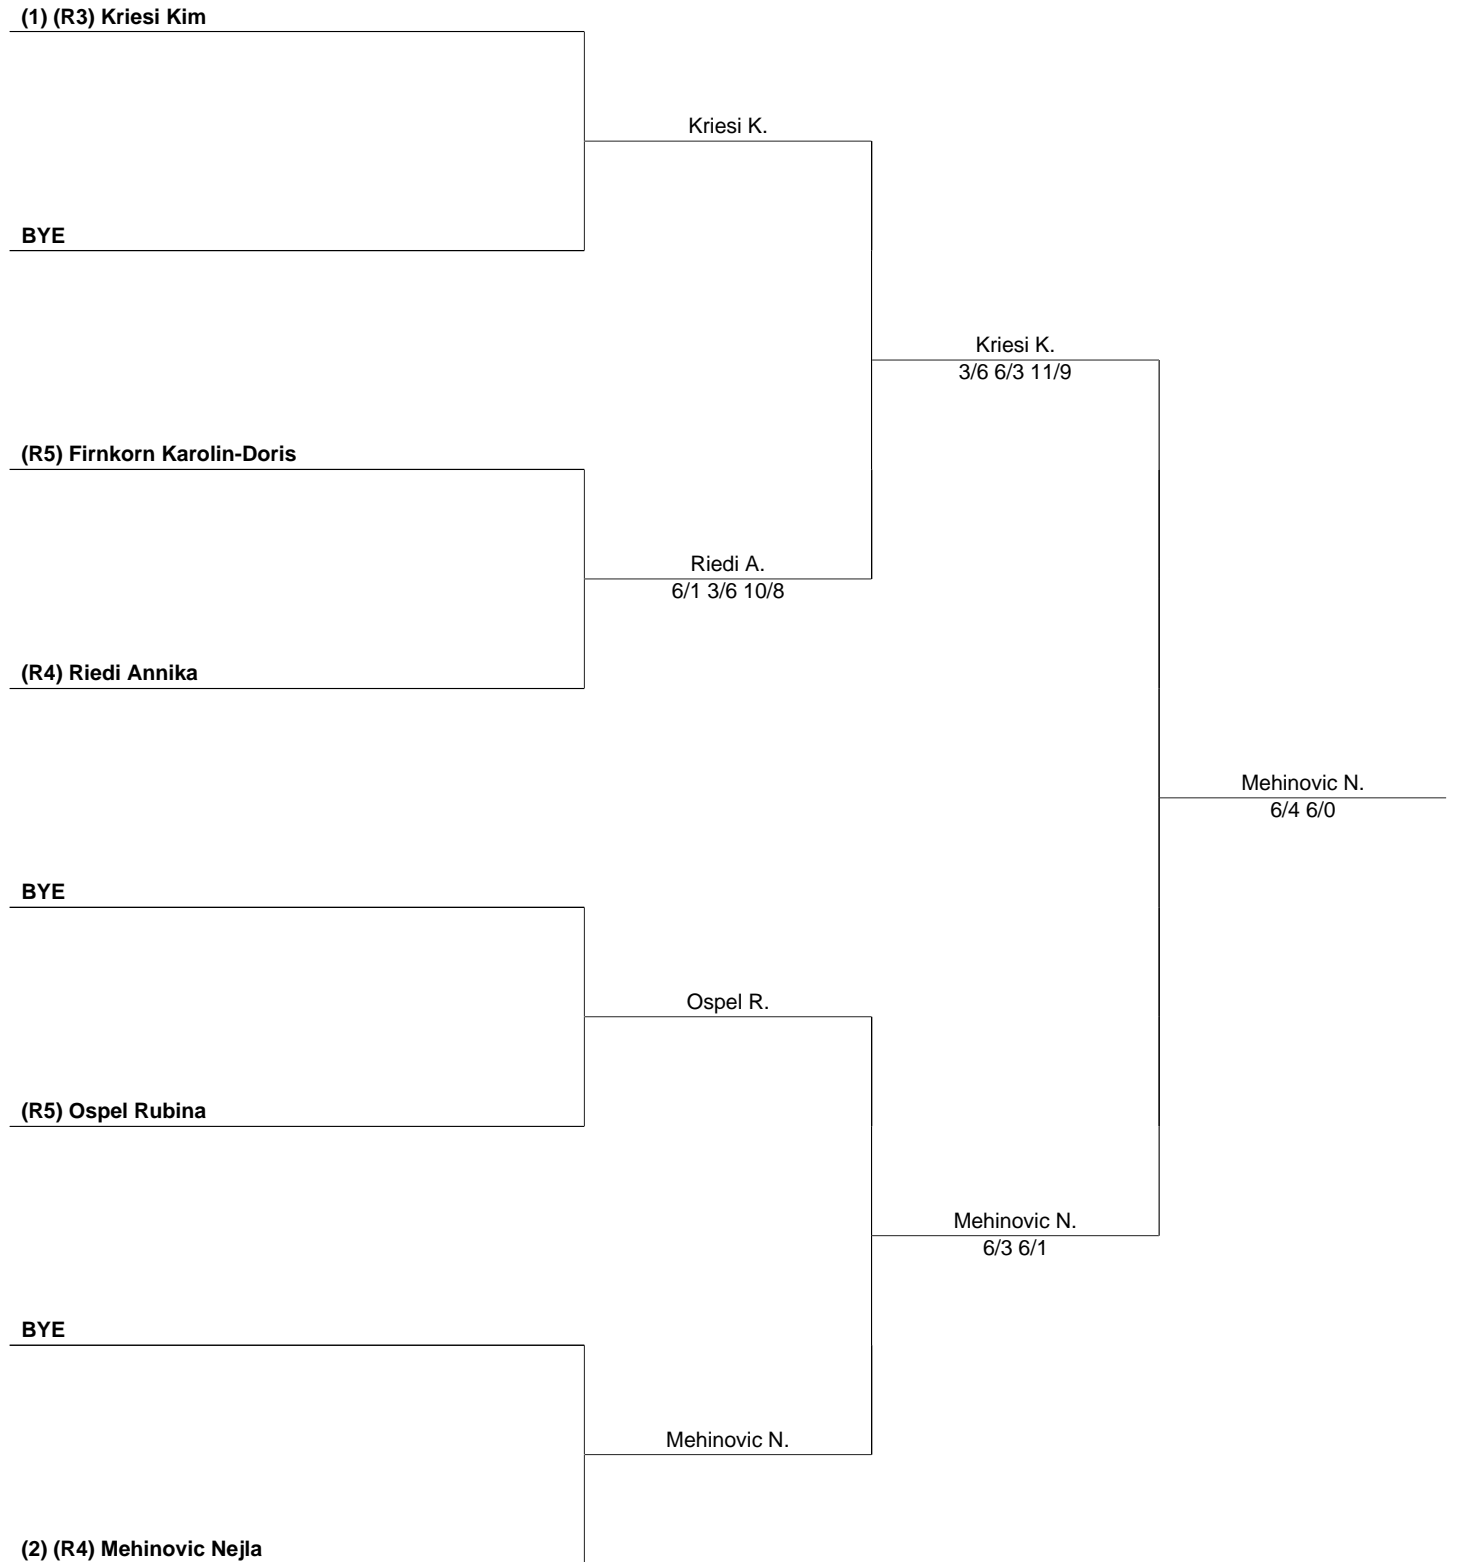 (1) (R3) Kriesi Kim
Kriesi K.
BYE
Kriesi K.
3/6 6/3 11/9
(R5) Firnkorn Karolin-Doris
Riedi A.
6/1 3/6 10/8
(R4) Riedi Annika
Mehinovic N.
6/4 6/0
BYE
Ospel R.
(R5) Ospel Rubina
Mehinovic N.
6/3 6/1
BYE
Mehinovic N.
(2) (R4) Mehinovic Nejla